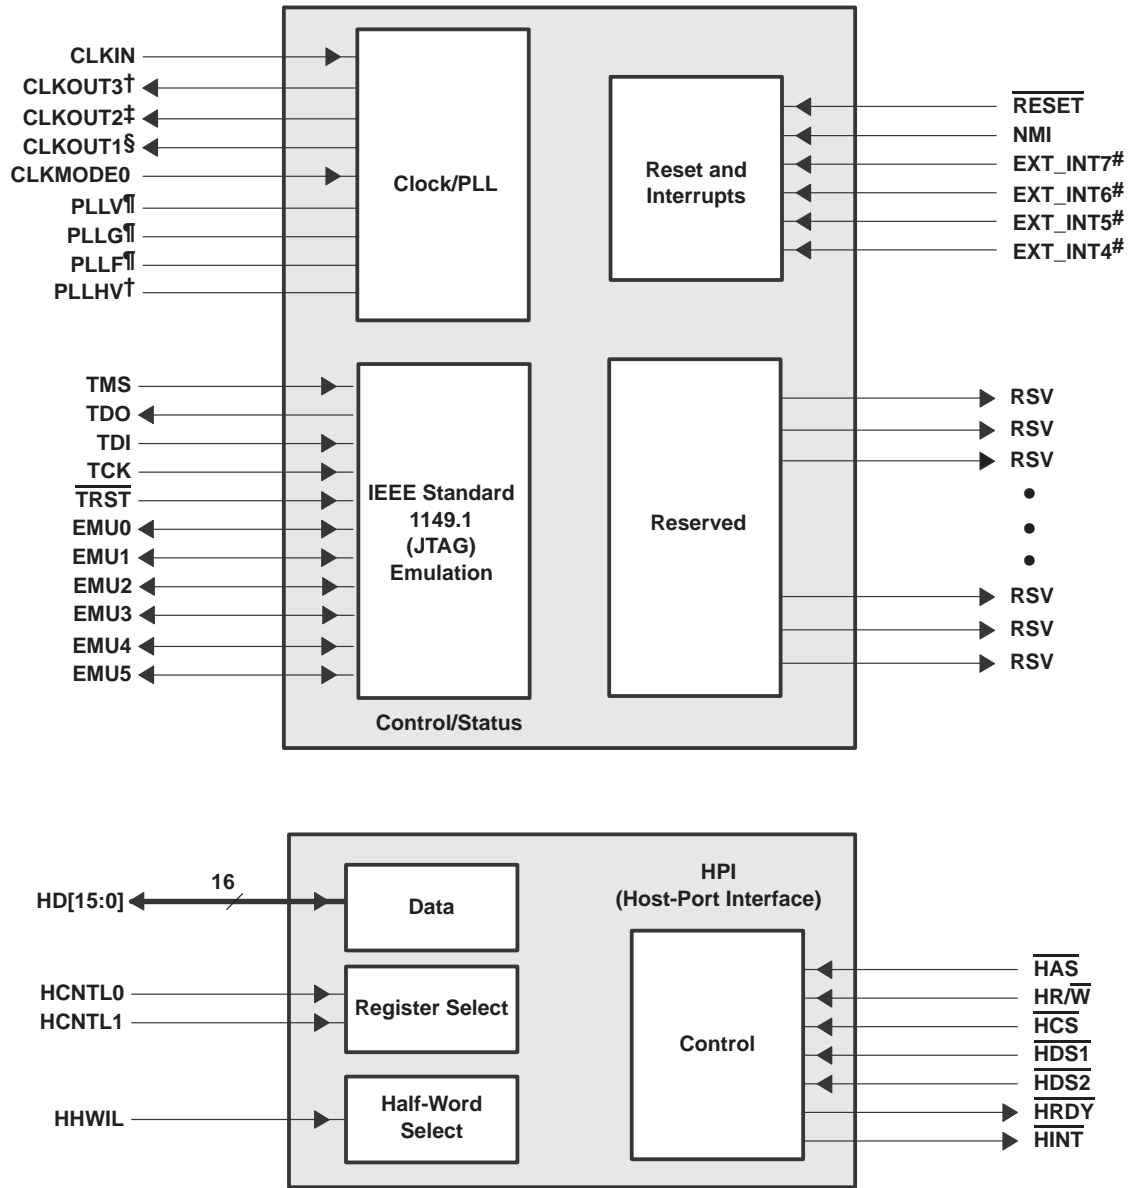 CLKIN
CLKOUT3†
CLKOUT2‡
CLKOUT1§
CLKMODE0
PLLV¶
PLLG¶
PLLF¶
PLLHV†
Clock/PLL
Reset and
Interrupts
RESET
NMI
EXT_INT7#
EXT_INT6#
EXT_INT5#
EXT_INT4#
TMS
TDO
TDI
TCK
TRST
EMU0
EMU1
EMU2
EMU3
EMU4
EMU5
IEEE Standard
1149.1
(JTAG)
Emulation
Reserved
RSV
RSV
RSV
•
•
•
RSV
RSV
RSV
Control/Status
HD[15:0]
16
Data
HPI
(Host-Port Interface)
HCNTL0
HCNTL1
Register Select
HHWIL
Half-Word
Select
Control
HAS
HR/W
HCS
HDS1
HDS2
HRDY
HINT